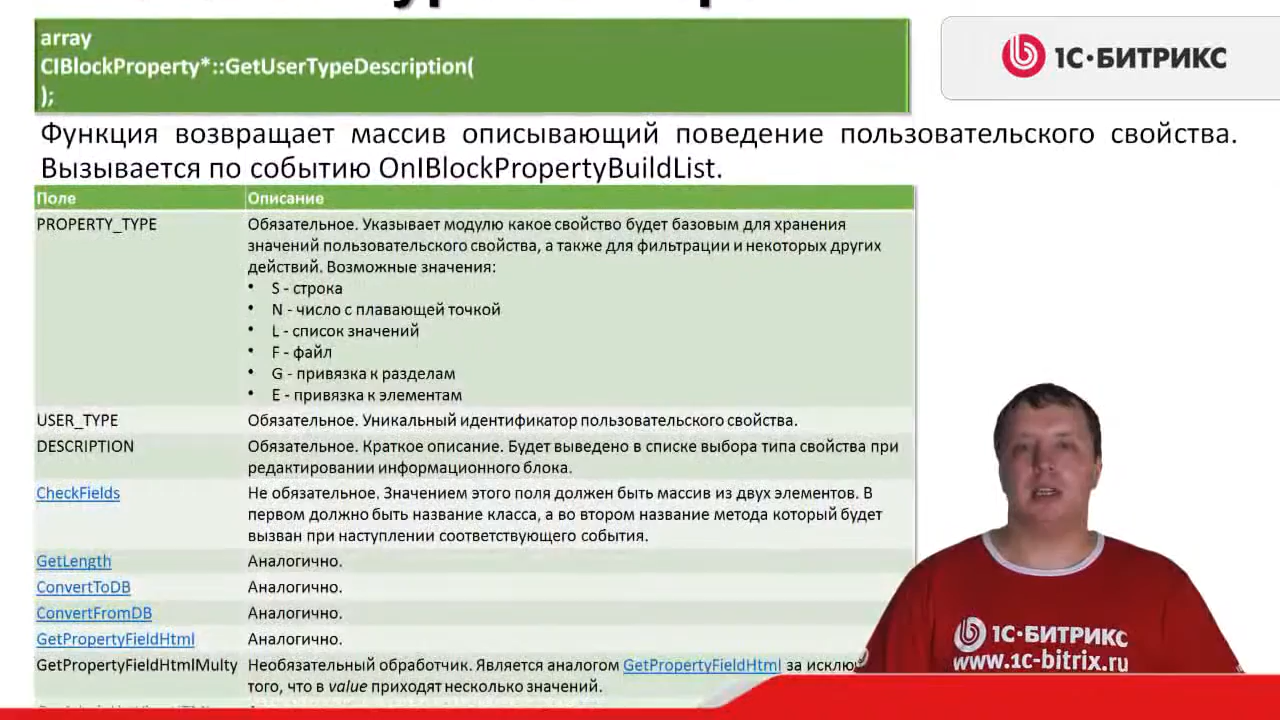 array
CIBlockProperty*::GetUserTypeDescription(
);
1С·БИТРИКС
Функция возвращает массив описывающий поведение пользовательского свойства.
Вызывается по событию OnIBlockPropertyBuildList.
Поле Описание
PROPERTY_TYPE Обязательное. Указывает модулю какое свойство будет базовым для хранения
значений пользовательского свойства, а также для фильтрации и некоторых других
действий. Возможные значения:
• S - строка
• N - число с плавающей точкой
• L - список значений
• F - файл
• G - привязка к разделам
• E - привязка к элементам
USER_TYPE Обязательное. Уникальный идентификатор пользовательского свойства.
DESCRIPTION Обязательное. Краткое описание. Будет выведено в списке выбора типа свойства при
редактировании информационного блока.
CheckFields Не обязательное. Значением этого поля должен быть массив из двух элементов. В
первом должно быть название класса, а во втором название метода который будет
вызван при наступлении соответствующего события.
GetLength Аналогично.
ConvertToDB Аналогично.
ConvertFromDB Аналогично.
GetPropertyFieldHtml Аналогично.
GetPropertyFieldHtmlMulty Необязательный обработчик. Является аналогом GetPropertyFieldHtml за
того, что в value приходят несколько значений.
1С·БИТРИКС
www.1c-bitrix.ru